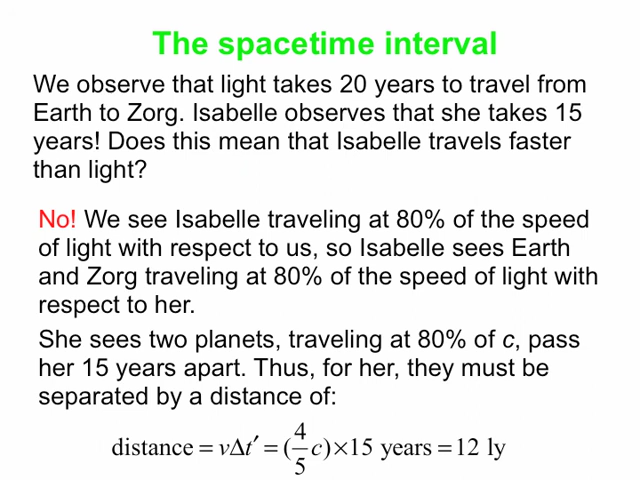 The spacetime interval
We observe that light takes 20 years to travel from
Earth to Zorg. Isabelle observes that she takes 15
years! Does this mean that Isabelle travels faster
than light?
No! We see Isabelle traveling at 80% of the speed
of light with respect to us, so Isabelle sees Earth
and Zorg traveling at 80% of the speed of light with
respect to her.
She sees two planets, traveling at 80% of c, pass
her 15 years apart. Thus, for her, they must be
separated by a distance of:
distance = vΔt′ = (4/5 c) × 15 years = 12 ly